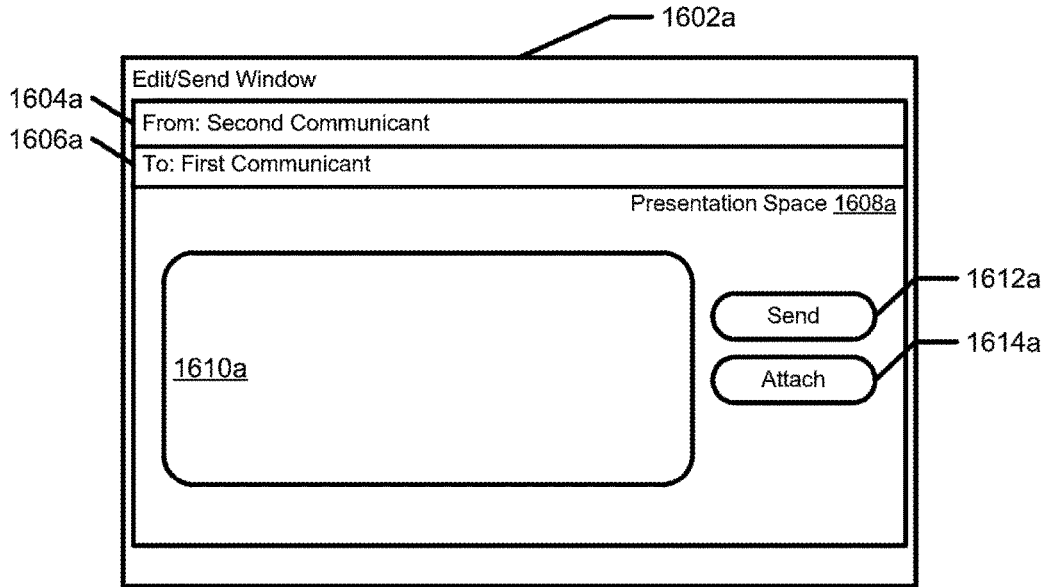 1602a
Edit/Send Window
1604a
From: Second Communicant
1606a
To: First Communicant
Presentation Space 1608a
1612a
Send
1614a
1610a
Attach